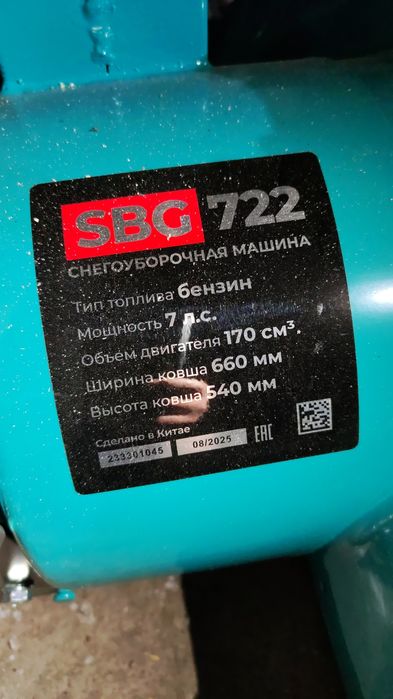 SBG 722
СНЕГОУБОРОЧНАЯ МАШИНА
Тип топлива бензин
Мощность 7 л.с.
Объём двигателя 170 см³.
Ширина ковша 660 мм
Высота ковша 540 мм
Сделано в Китае
233301045 08/2025 EAC